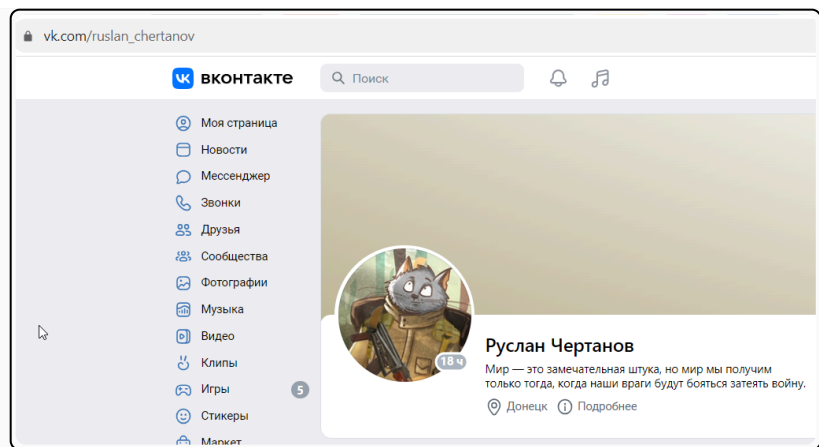 vk.com/ruslan_chertanov
вконтакте
Поиск
Моя страница
Новости
Мессенджер
Звонки
Друзья
Сообщества
Фотографии
Музыка
Видео
Клипы
Игры 5
Стикеры
Маркет
18 ч
Руслан Чертанов
Мир — это замечательная штука, но мир мы получим
только тогда, когда наши враги будут бояться затеять войну.
Донецк Подробнее